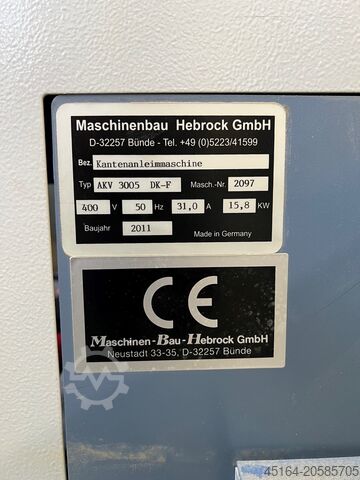 Maschinenbau Hebrock GmbH
D-32257 Bünde - Tel. +49 (0)5223/41599
Bez. Kantenanleimmaschine
Typ AKV 3005 DK-F Masch.-Nr. 2097
400 V 50 Hz 31,0 A 15,8 KW
Baujahr 2011 Made in Germany
CE
Maschinen-Bau-Hebrock GmbH
Neustadt 33-35, D-32257 Bünde
45164-20585705